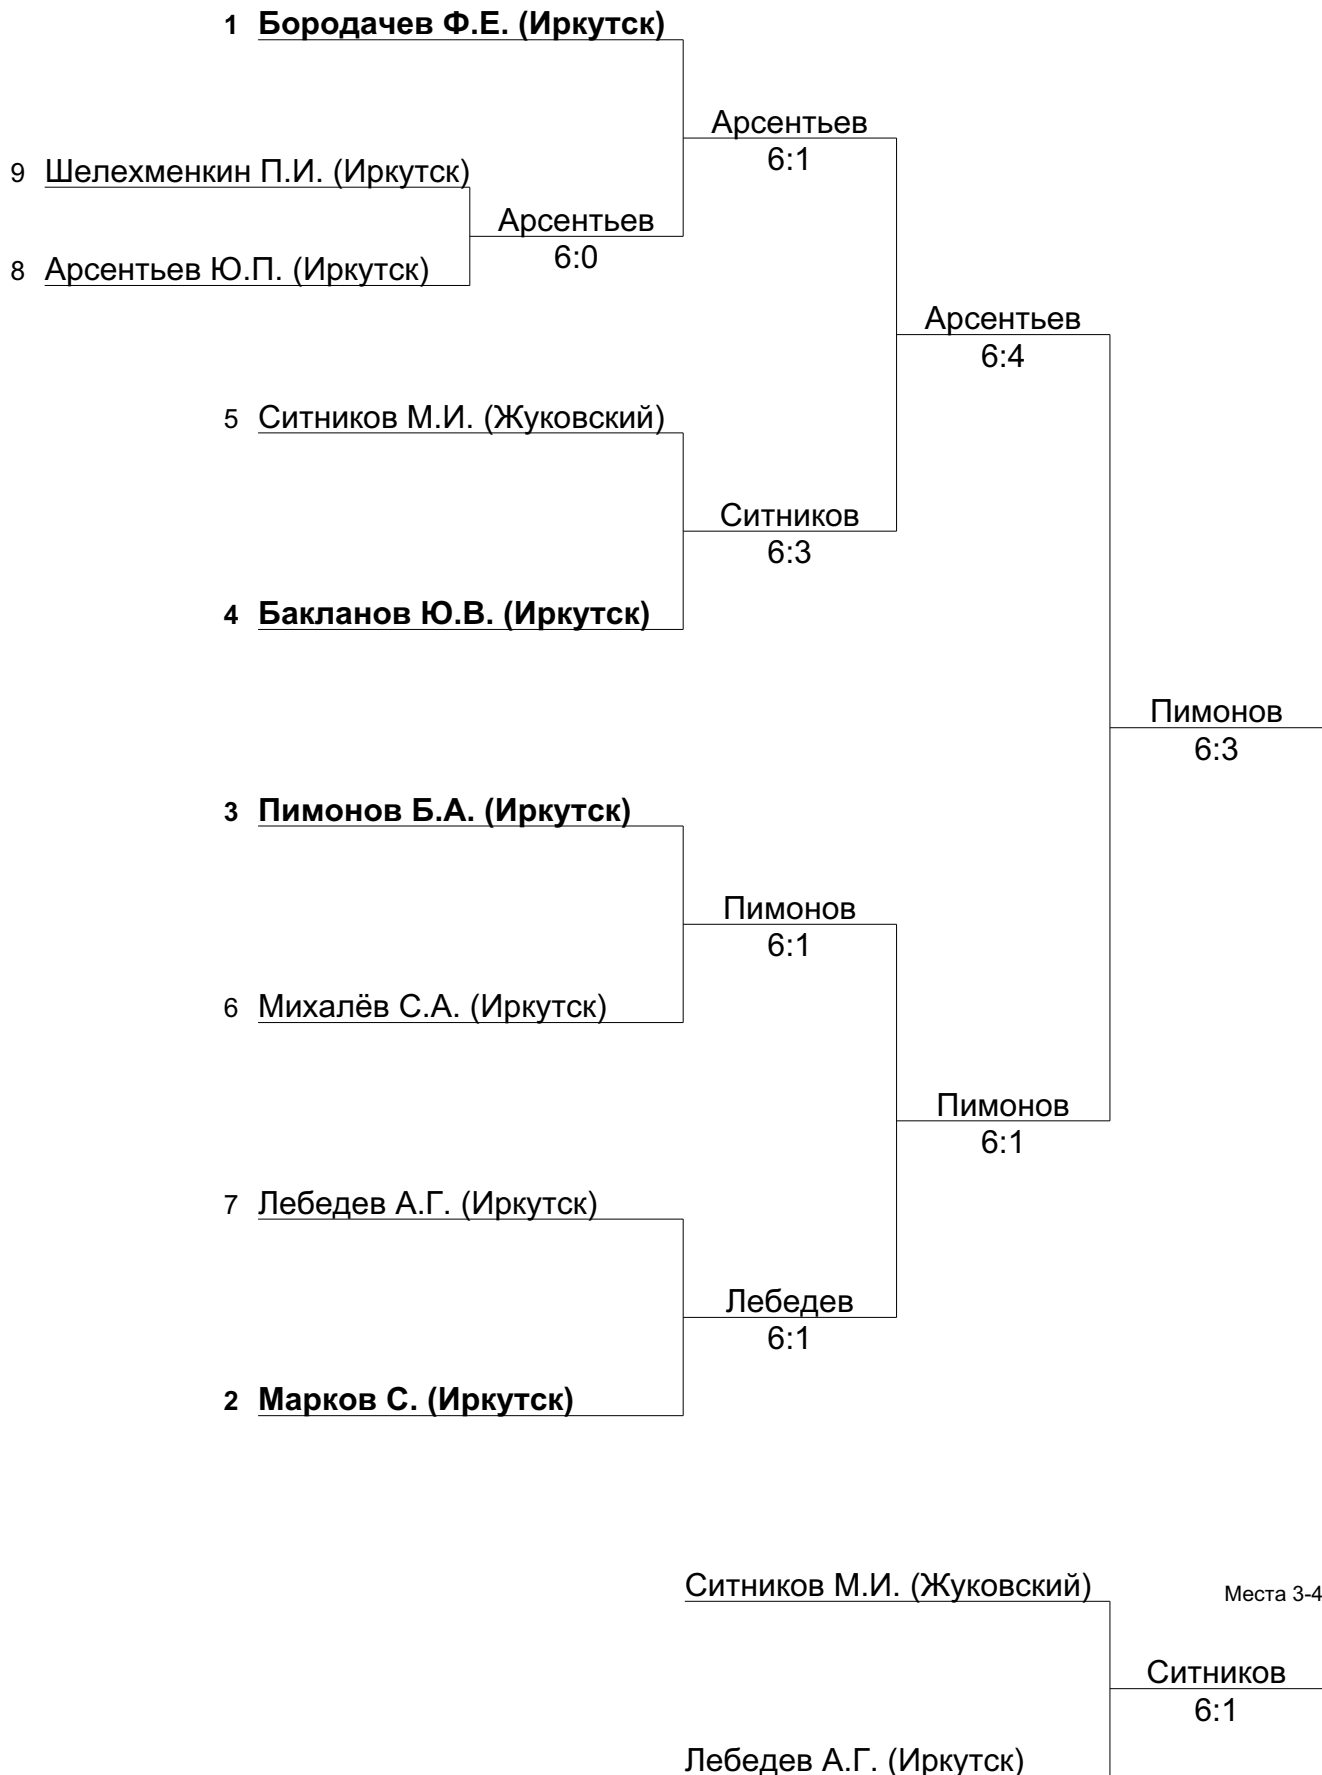 1 Бородачев Ф.Е. (Иркутск)
Арсентьев
6:1
9 Шелехменкин П.И. (Иркутск)
Арсентьев
6:0
8 Арсентьев Ю.П. (Иркутск)
Арсентьев
6:4
5 Ситников М.И. (Жуковский)
Ситников
6:3
4 Бакланов Ю.В. (Иркутск)
Пимонов
6:3
3 Пимонов Б.А. (Иркутск)
Пимонов
6:1
6 Михалёв С.А. (Иркутск)
Пимонов
6:1
7 Лебедев А.Г. (Иркутск)
Лебедев
6:1
2 Марков С. (Иркутск)
Ситников М.И. (Жуковский)
Места 3-4
Ситников
6:1
Лебедев А.Г. (Иркутск)